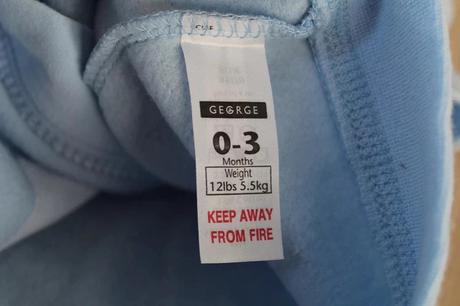 GEORGE
0-3
Months
Weight
12lbs 5.5kg
KEEP AWAY
FROM FIRE